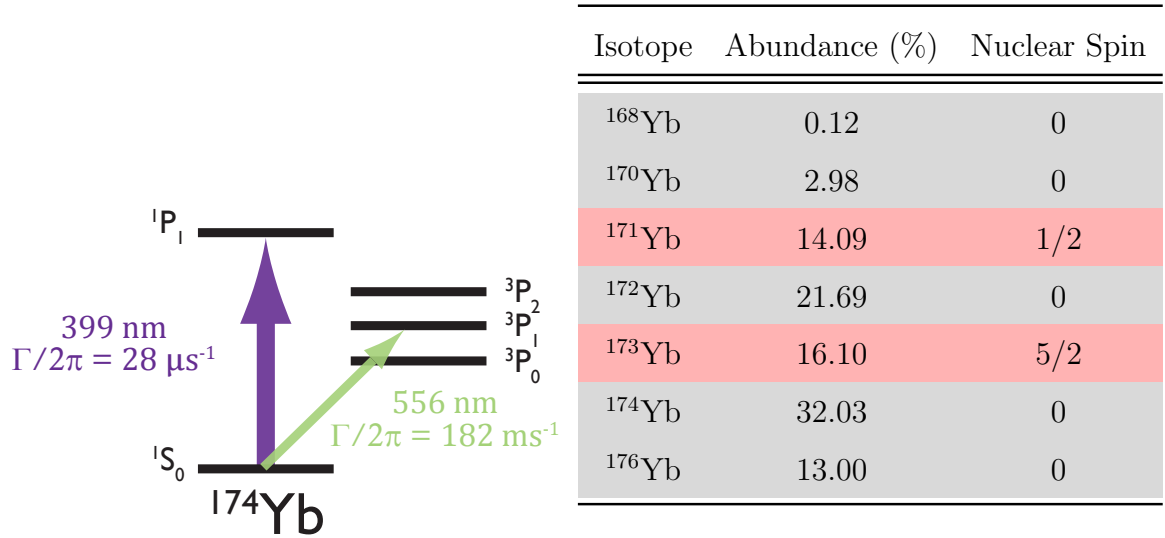 ¹P₁
³P₂
³P₁
³P₀
399 nm
Γ/2π = 28 μs⁻¹
556 nm
Γ/2π = 182 ms⁻¹
¹S₀
¹⁷⁴Yb
Isotope Abundance (%) Nuclear Spin
¹⁶⁸Yb 0.12 0
¹⁷⁰Yb 2.98 0
¹⁷¹Yb 14.09 1/2
¹⁷²Yb 21.69 0
¹⁷³Yb 16.10 5/2
¹⁷⁴Yb 32.03 0
¹⁷⁶Yb 13.00 0